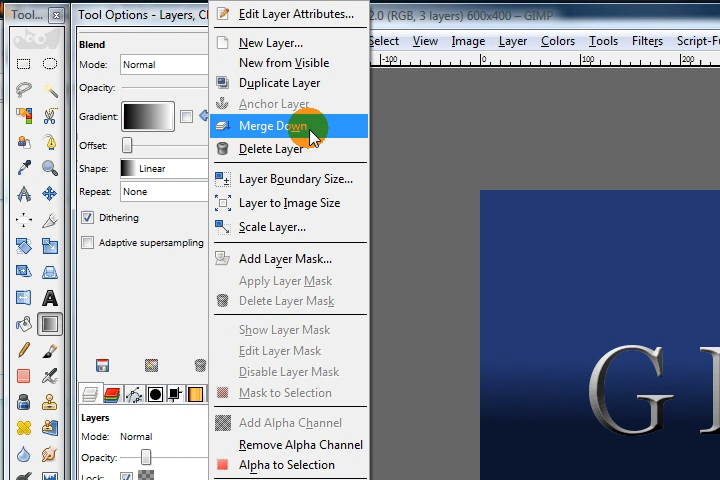 Tool...
Tool Options - Layers, C
2.0 (RGB, 3 layers) 600x400 – GIMP
Select View Image Layer Colors Tools Filters Script-F
-100 0 100 200
Blend
Mode: Normal
Opacity:
Gradient:
Offset:
Shape: Linear
Repeat: None
Dithering
Adaptive supersampling
Layers
Mode: Normal
Opacity:
Lock:
Edit Layer Attributes...
New Layer...
New from Visible
Duplicate Layer
Anchor Layer
Merge Down
Delete Layer
Layer Boundary Size...
Layer to Image Size
Scale Layer...
Add Layer Mask...
Apply Layer Mask
Delete Layer Mask
Show Layer Mask
Edit Layer Mask
Disable Layer Mask
Mask to Selection
Add Alpha Channel
Remove Alpha Channel
Alpha to Selection
G